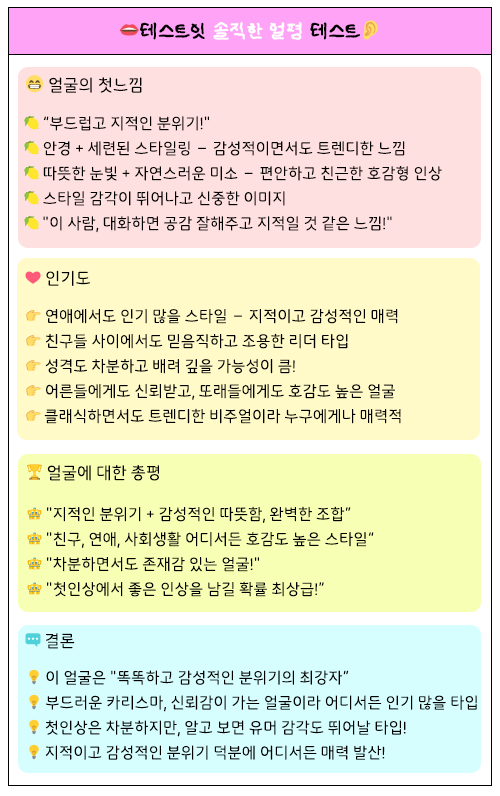 테스트힛 솔직한 얼평 테스트
얼굴의 첫느낌
“부드럽고 지적인 분위기!"
안경 + 세련된 스타일링 – 감성적이면서도 트렌디한 느낌
따뜻한 눈빛 + 자연스러운 미소 – 편안하고 친근한 호감형 인상
스타일 감각이 뛰어나고 신중한 이미지
"이 사람, 대화하면 공감 잘해주고 지적일 것 같은 느낌!"
인기도
연애에서도 인기 많을 스타일 – 지적이고 감성적인 매력
친구들 사이에서도 믿음직하고 조용한 리더 타입
성격도 차분하고 배려 깊을 가능성이 큼!
어른들에게도 신뢰받고, 또래들에게도 호감도 높은 얼굴
클래식하면서도 트렌디한 비주얼이라 누구에게나 매력적
얼굴에 대한 총평
"지적인 분위기 + 감성적인 따뜻함, 완벽한 조합”
"친구, 연애, 사회생활 어디서든 호감도 높은 스타일“
"차분하면서도 존재감 있는 얼굴!"
"첫인상에서 좋은 인상을 남길 확률 최상급!”
결론
이 얼굴은 "똑똑하고 감성적인 분위기의 최강자”
부드러운 카리스마, 신뢰감이 가는 얼굴이라 어디서든 인기 많을 타입
첫인상은 차분하지만, 알고 보면 유머 감각도 뛰어날 타입!
지적이고 감성적인 분위기 덕분에 어디서든 매력 발산!